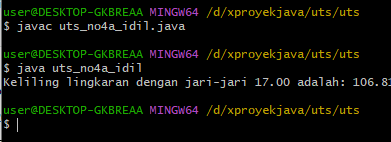 user@DESKTOP-GKBREAA MINGW64 /d/xproyekjava/uts/uts
$ javac uts_no4a_idil.java
user@DESKTOP-GKBREAA MINGW64 /d/xproyekjava/uts/uts
$ java uts_no4a_idil
Keliling lingkaran dengan jari-jari 17.00 adalah: 106.81
user@DESKTOP-GKBREAA MINGW64 /d/xproyekjava/uts/uts
$